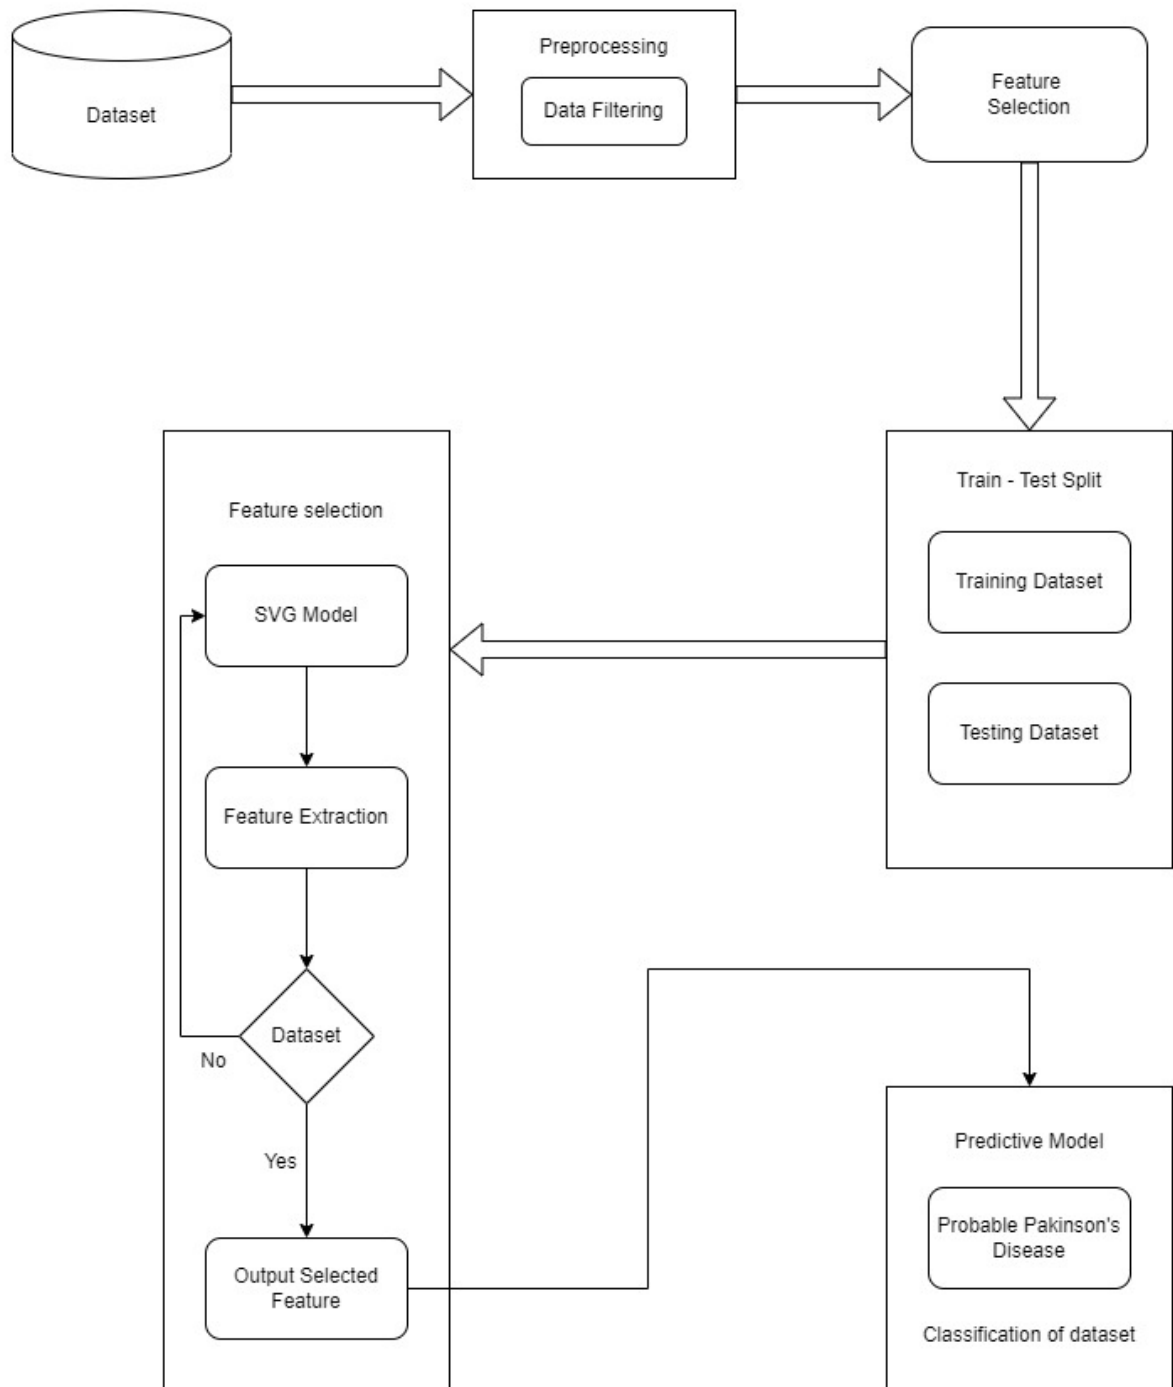 Dataset
Preprocessing
Data Filtering
Feature
Selection
Train - Test Split
Training Dataset
Testing Dataset
Feature selection
SVG Model
Feature Extraction
Dataset
No
Yes
Output Selected
Feature
Predictive Model
Probable Pakinson's
Disease
Classification of dataset